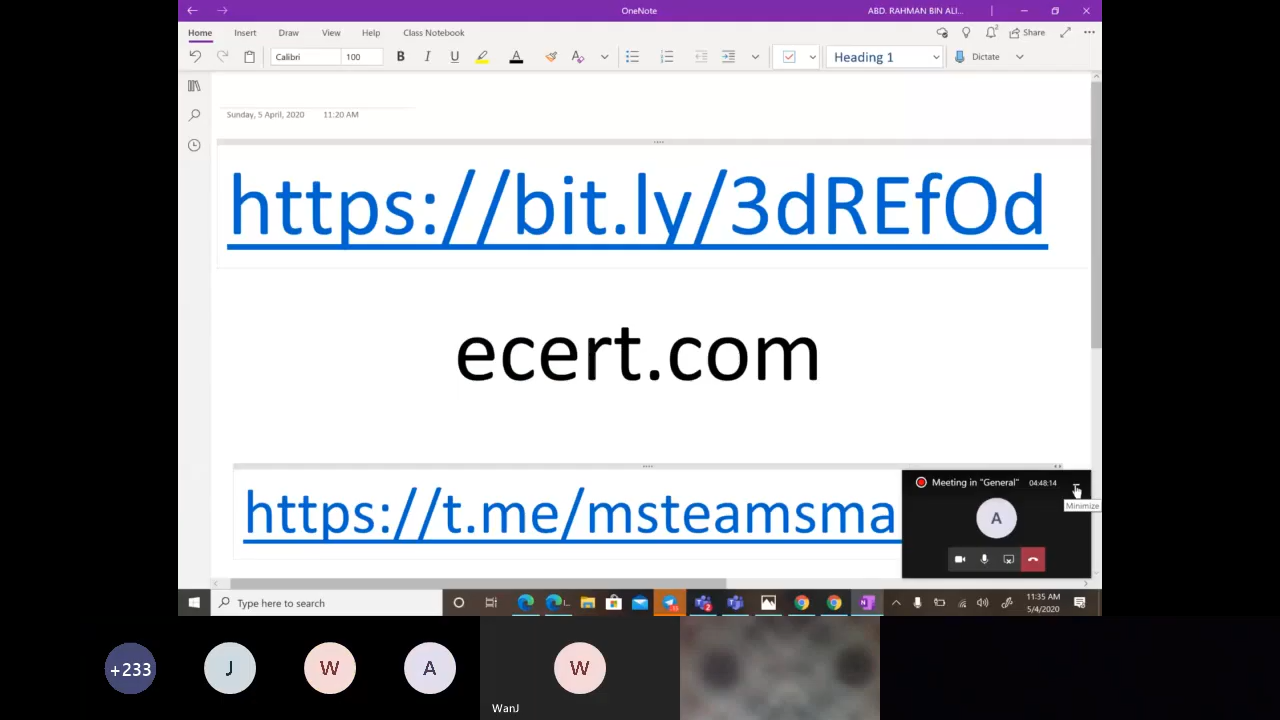 OneNote
ABD. RAHMAN BIN ALI...
Home Insert Draw View Help Class Notebook
Share
Calibri 100 B I U A Heading 1 Dictate
Sunday, 5 April, 2020 11:20 AM
https://bit.ly/3dREfOd
ecert.com
https://t.me/msteamsma
Meeting in "General" 04:48:14
Minimize
A
Type here to search
11:35 AM
5/4/2020
+233 J W A W
WanJ